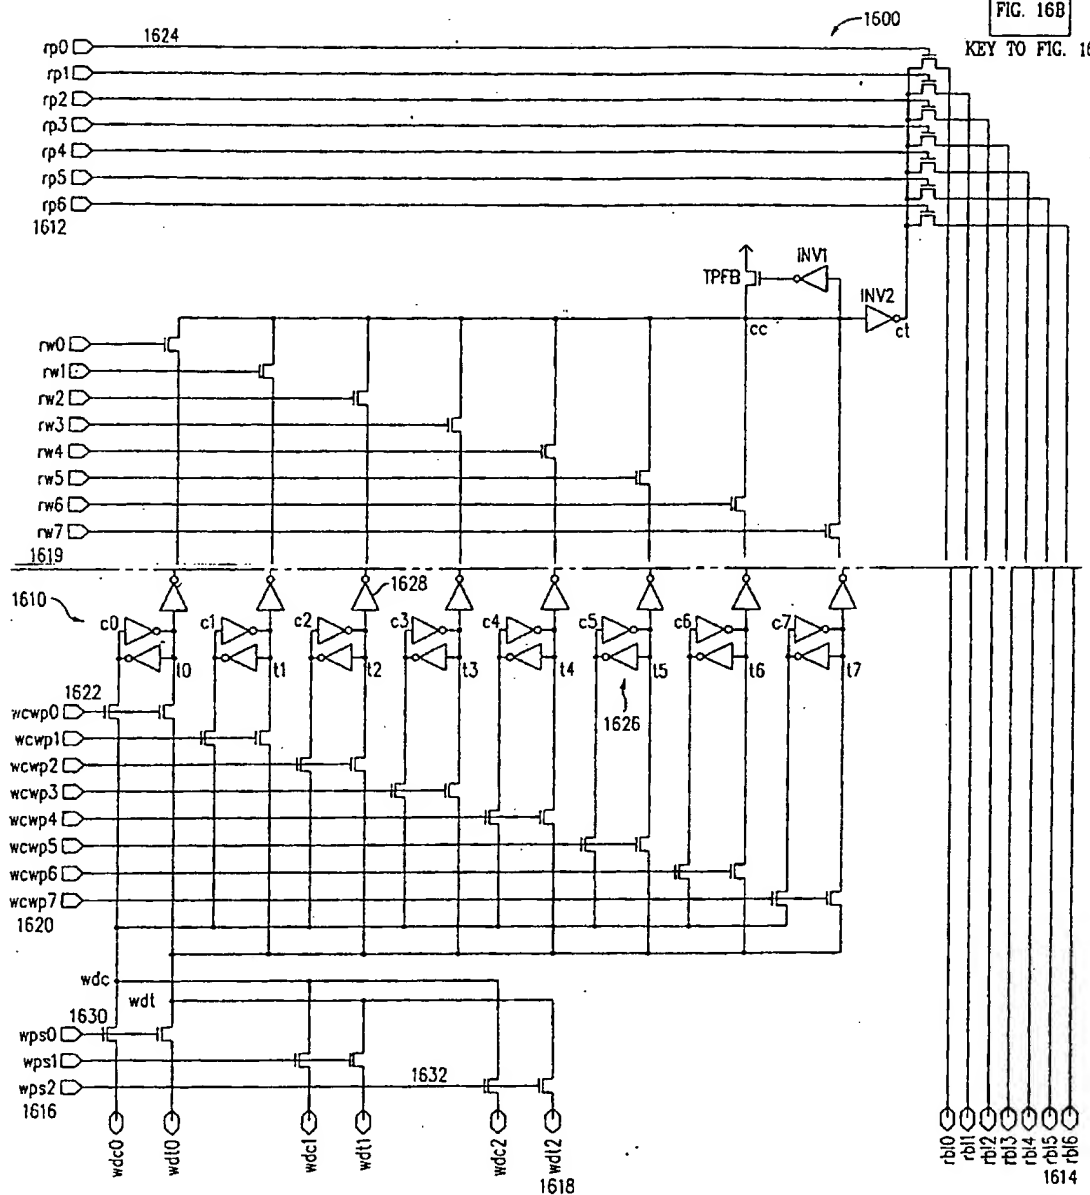 FIG. 16B
KEY TO FIG. 16
1600
1624
rp0
rp1
rp2
rp3
rp4
rp5
rp6
1612
TPFB
INV1
INV2
cc
ct
rw0
rw1
rw2
rw3
rw4
rw5
rw6
rw7
1619
1628
1610
c0
c1
c2
c3
c4
c5
c6
c7
t0
t1
t2
t3
t4
t5
t6
t7
1622
1626
wcwp0
wcwp1
wcwp2
wcwp3
wcwp4
wcwp5
wcwp6
wcwp7
1620
wdc
wdt
1630
wps0
wps1
wps2
1632
1616
wdc0
wdt0
wdc1
wdt1
wdc2
wdt2
1618
rbl0
rbl1
rbl2
rbl3
rbl4
rbl5
rbl6
1614